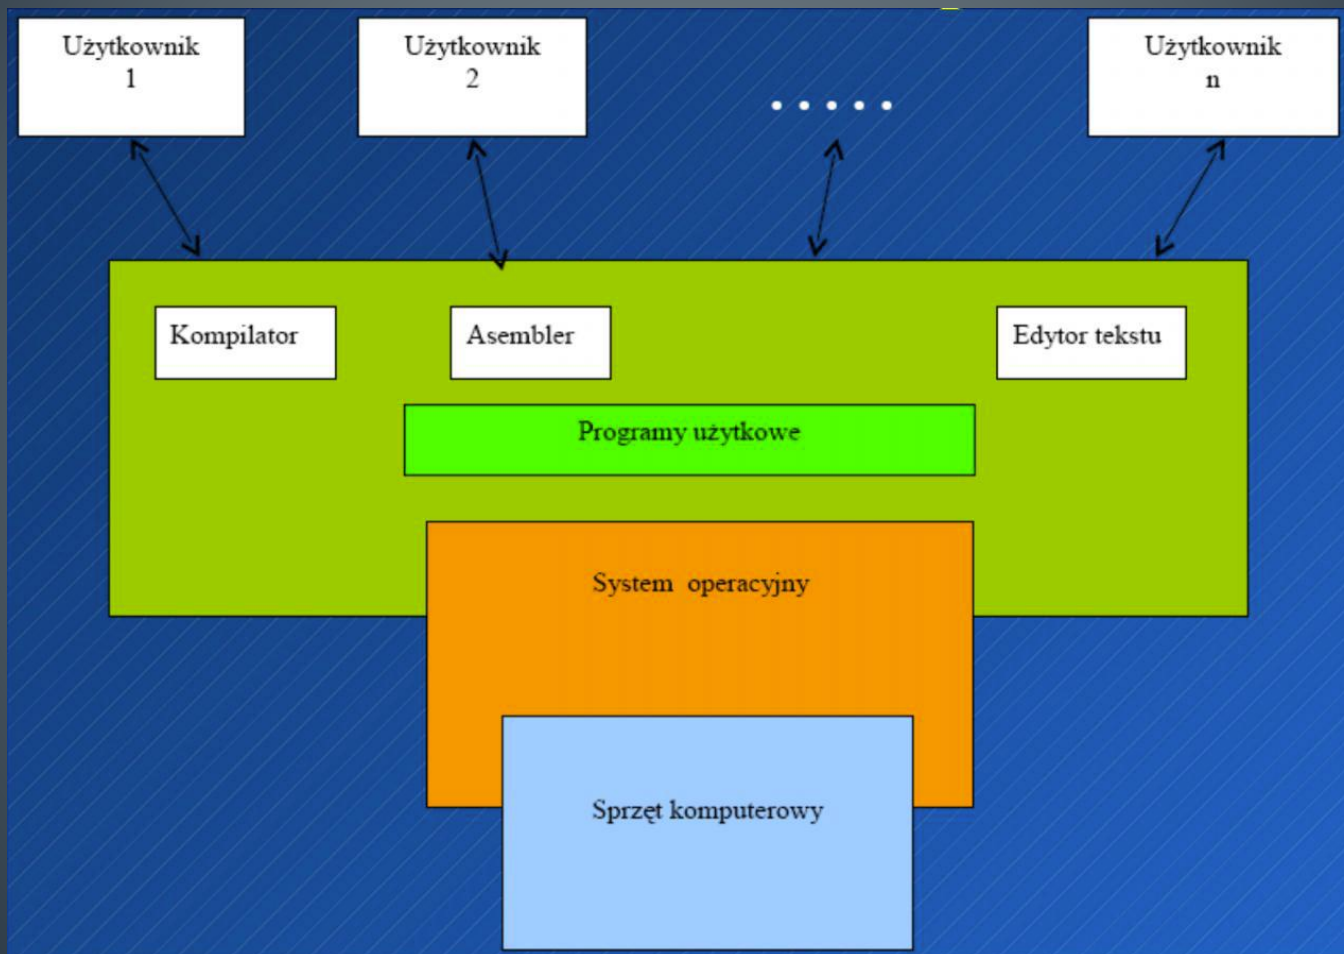 Użytkownik
1
Użytkownik
2
.....
Użytkownik
n
Kompilator
Asembler
Edytor tekstu
Programy użytkowe
System operacyjny
Sprzęt komputerowy